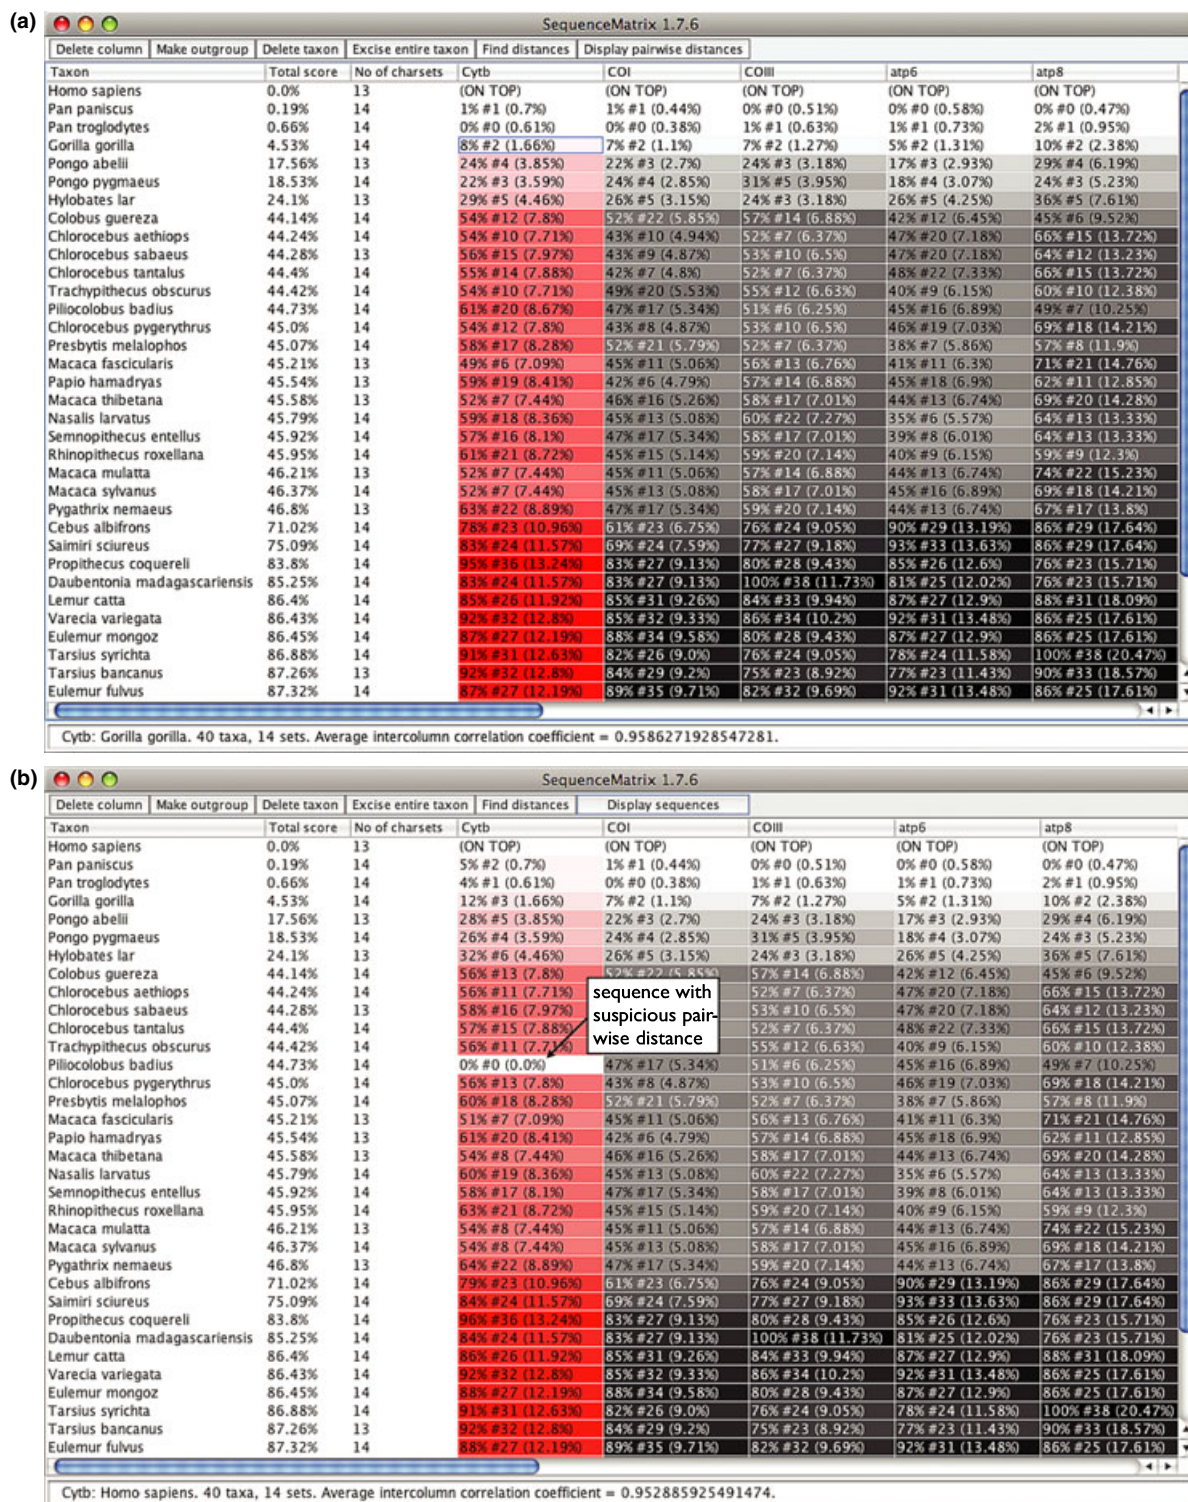 (a)
SequenceMatrix 1.7.6
Delete column Make outgroup Delete taxon Excise entire taxon Find distances Display pairwise distances
Taxon Total score No of charsets Cytb COI COIII atp6 atp8
Homo sapiens 0.0% 13 (ON TOP) (ON TOP) (ON TOP) (ON TOP) (ON TOP)
Pan paniscus 0.19% 14 1% #1 (0.7%) 1% #1 (0.44%) 0% #0 (0.51%) 0% #0 (0.58%) 0% #0 (0.47%)
Pan troglodytes 0.66% 14 0% #0 (0.61%) 0% #0 (0.38%) 1% #1 (0.63%) 1% #1 (0.73%) 2% #1 (0.95%)
Gorilla gorilla 4.53% 14 8% #2 (1.66%) 7% #2 (1.1%) 7% #2 (1.27%) 5% #2 (1.31%) 10% #2 (2.38%)
Pongo abelii 17.56% 13 24% #4 (3.85%) 22% #3 (2.7%) 24% #3 (3.18%) 17% #3 (2.93%) 29% #4 (6.19%)
Pongo pygmaeus 18.53% 14 22% #3 (3.59%) 24% #4 (2.85%) 31% #5 (3.95%) 18% #4 (3.07%) 24% #3 (5.23%)
Hylobates lar 24.1% 13 29% #5 (4.46%) 26% #5 (3.15%) 24% #3 (3.18%) 26% #5 (4.25%) 36% #5 (7.61%)
Colobus guereza 44.14% 14 54% #12 (7.8%) 52% #22 (5.85%) 57% #14 (6.88%) 42% #12 (6.45%) 45% #6 (9.52%)
Chlorocebus aethiops 44.24% 13 54% #10 (7.71%) 43% #10 (4.94%) 52% #7 (6.37%) 47% #20 (7.18%) 66% #15 (13.72%)
Chlorocebus sabaeus 44.28% 13 56% #15 (7.97%) 43% #9 (4.87%) 53% #10 (6.5%) 47% #20 (7.18%) 64% #12 (13.23%)
Chlorocebus tantalus 44.4% 14 55% #14 (7.88%) 42% #7 (4.8%) 52% #7 (6.37%) 48% #22 (7.33%) 66% #15 (13.72%)
Trachypithecus obscurus 44.42% 14 54% #10 (7.71%) 49% #20 (5.53%) 55% #12 (6.63%) 40% #9 (6.15%) 60% #10 (12.38%)
Piliocolobus badius 44.73% 14 61% #20 (8.67%) 47% #17 (5.34%) 51% #6 (6.25%) 45% #16 (6.89%) 49% #7 (10.25%)
Chlorocebus pygerythrus 45.0% 14 54% #12 (7.8%) 43% #8 (4.87%) 53% #10 (6.5%) 46% #19 (7.03%) 69% #18 (14.21%)
Presbytis melalophos 45.07% 14 58% #17 (8.28%) 52% #21 (5.79%) 52% #7 (6.37%) 38% #7 (5.86%) 57% #8 (11.9%)
Macaca fascicularis 45.21% 13 49% #6 (7.09%) 45% #11 (5.06%) 56% #13 (6.76%) 41% #11 (6.3%) 71% #21 (14.76%)
Papio hamadryas 45.54% 13 59% #19 (8.41%) 42% #6 (4.79%) 57% #14 (6.88%) 45% #18 (6.9%) 62% #11 (12.85%)
Macaca thibetana 45.58% 13 52% #7 (7.44%) 46% #16 (5.26%) 58% #17 (7.01%) 44% #13 (6.74%) 69% #20 (14.28%)
Nasalis larvatus 45.79% 14 59% #18 (8.36%) 45% #13 (5.08%) 60% #22 (7.27%) 35% #6 (5.57%) 64% #13 (13.33%)
Semnopithecus entellus 45.92% 14 57% #16 (8.1%) 47% #17 (5.34%) 58% #17 (7.01%) 39% #8 (6.01%) 64% #13 (13.33%)
Rhinopithecus roxellana 45.95% 14 61% #21 (8.72%) 45% #15 (5.14%) 59% #20 (7.14%) 40% #9 (6.15%) 59% #9 (12.3%)
Macaca mulatta 46.21% 13 52% #7 (7.44%) 45% #11 (5.06%) 57% #14 (6.88%) 44% #13 (6.74%) 74% #22 (15.23%)
Macaca sylvanus 46.37% 14 52% #7 (7.44%) 45% #13 (5.08%) 58% #17 (7.01%) 45% #16 (6.89%) 69% #18 (14.21%)
Pygathrix nemaeus 46.8% 13 63% #22 (8.89%) 47% #17 (5.34%) 59% #20 (7.14%) 44% #13 (6.74%) 67% #17 (13.8%)
Cebus albifrons 71.02% 14 78% #23 (10.96%) 61% #23 (6.75%) 76% #24 (9.05%) 90% #29 (13.19%) 86% #29 (17.64%)
Saimiri sciureus 75.09% 14 83% #24 (11.57%) 69% #24 (7.59%) 77% #27 (9.18%) 93% #33 (13.63%) 86% #29 (17.64%)
Propithecus coquereli 83.8% 14 95% #36 (13.24%) 83% #27 (9.13%) 80% #28 (9.43%) 85% #26 (12.6%) 76% #23 (15.71%)
Daubentonia madagascariensis 85.25% 14 83% #24 (11.57%) 83% #27 (9.13%) 100% #38 (11.73%) 81% #25 (12.02%) 76% #23 (15.71%)
Lemur catta 86.4% 14 85% #26 (11.92%) 85% #31 (9.26%) 84% #33 (9.94%) 87% #27 (12.9%) 88% #31 (18.09%)
Varecia variegata 86.43% 14 92% #32 (12.8%) 85% #32 (9.33%) 86% #34 (10.2%) 92% #31 (13.48%) 86% #25 (17.61%)
Eulemur mongoz 86.45% 14 87% #27 (12.19%) 88% #34 (9.58%) 80% #28 (9.43%) 87% #27 (12.9%) 86% #25 (17.61%)
Tarsius syrichta 86.88% 14 91% #31 (12.63%) 82% #26 (9.0%) 76% #24 (9.05%) 78% #24 (11.58%) 100% #38 (20.47%)
Tarsius bancanus 87.26% 13 92% #32 (12.8%) 84% #29 (9.2%) 75% #23 (8.92%) 77% #23 (11.43%) 90% #33 (18.57%)
Eulemur fulvus 87.32% 14 87% #27 (12.19%) 89% #35 (9.71%) 82% #32 (9.69%) 92% #31 (13.48%) 86% #25 (17.61%)
Cytb: Gorilla gorilla. 40 taxa, 14 sets. Average intercolumn correlation coefficient = 0.9586271928547281.
(b)
SequenceMatrix 1.7.6
Delete column Make outgroup Delete taxon Excise entire taxon Find distances Display sequences
Taxon Total score No of charsets Cytb COI COIII atp6 atp8
Homo sapiens 0.0% 13 (ON TOP) (ON TOP) (ON TOP) (ON TOP) (ON TOP)
Pan paniscus 0.19% 14 5% #2 (0.7%) 1% #1 (0.44%) 0% #0 (0.51%) 0% #0 (0.58%) 0% #0 (0.47%)
Pan troglodytes 0.66% 14 4% #1 (0.61%) 0% #0 (0.38%) 1% #1 (0.63%) 1% #1 (0.73%) 2% #1 (0.95%)
Gorilla gorilla 4.53% 14 12% #3 (1.66%) 7% #2 (1.1%) 7% #2 (1.27%) 5% #2 (1.31%) 10% #2 (2.38%)
Pongo abelii 17.56% 13 28% #5 (3.85%) 22% #3 (2.7%) 24% #3 (3.18%) 17% #3 (2.93%) 29% #4 (6.19%)
Pongo pygmaeus 18.53% 14 26% #4 (3.59%) 24% #4 (2.85%) 31% #5 (3.95%) 18% #4 (3.07%) 24% #3 (5.23%)
Hylobates lar 24.1% 13 32% #6 (4.46%) 26% #5 (3.15%) 24% #3 (3.18%) 26% #5 (4.25%) 36% #5 (7.61%)
Colobus guereza 44.14% 14 56% #13 (7.8%) 52% #22 (5.85%) 57% #14 (6.88%) 42% #12 (6.45%) 45% #6 (9.52%)
Chlorocebus aethiops 44.24% 13 56% #11 (7.71%) 52% #7 (6.37%) 47% #20 (7.18%) 66% #15 (13.72%)
Chlorocebus sabaeus 44.28% 13 58% #16 (7.97%) 53% #10 (6.5%) 47% #20 (7.18%) 64% #12 (13.23%)
Chlorocebus tantalus 44.4% 14 57% #15 (7.88%) 52% #7 (6.37%) 48% #22 (7.33%) 66% #15 (13.72%)
Trachypithecus obscurus 44.42% 14 56% #11 (7.71%) 55% #12 (6.63%) 40% #9 (6.15%) 60% #10 (12.38%)
sequence with
suspicious pair-
wise distance
Piliocolobus badius 44.73% 14 0% #0 (0.0%) 47% #17 (5.34%) 51% #6 (6.25%) 45% #16 (6.89%) 49% #7 (10.25%)
Chlorocebus pygerythrus 45.0% 14 56% #13 (7.8%) 43% #8 (4.87%) 53% #10 (6.5%) 46% #19 (7.03%) 69% #18 (14.21%)
Presbytis melalophos 45.07% 14 60% #18 (8.28%) 52% #21 (5.79%) 52% #7 (6.37%) 38% #7 (5.86%) 57% #8 (11.9%)
Macaca fascicularis 45.21% 13 51% #7 (7.09%) 45% #11 (5.06%) 56% #13 (6.76%) 41% #11 (6.3%) 71% #21 (14.76%)
Papio hamadryas 45.54% 13 61% #20 (8.41%) 42% #6 (4.79%) 57% #14 (6.88%) 45% #18 (6.9%) 62% #11 (12.85%)
Macaca thibetana 45.58% 13 54% #8 (7.44%) 46% #16 (5.26%) 58% #17 (7.01%) 44% #13 (6.74%) 69% #20 (14.28%)
Nasalis larvatus 45.79% 14 60% #19 (8.36%) 45% #13 (5.08%) 60% #22 (7.27%) 35% #6 (5.57%) 64% #13 (13.33%)
Semnopithecus entellus 45.92% 14 58% #17 (8.1%) 47% #17 (5.34%) 58% #17 (7.01%) 39% #8 (6.01%) 64% #13 (13.33%)
Rhinopithecus roxellana 45.95% 14 63% #21 (8.72%) 45% #15 (5.14%) 59% #20 (7.14%) 40% #9 (6.15%) 59% #9 (12.3%)
Macaca mulatta 46.21% 13 54% #8 (7.44%) 45% #11 (5.06%) 57% #14 (6.88%) 44% #13 (6.74%) 74% #22 (15.23%)
Macaca sylvanus 46.37% 14 54% #8 (7.44%) 45% #13 (5.08%) 58% #17 (7.01%) 45% #16 (6.89%) 69% #18 (14.21%)
Pygathrix nemaeus 46.8% 13 64% #22 (8.89%) 47% #17 (5.34%) 59% #20 (7.14%) 44% #13 (6.74%) 67% #17 (13.8%)
Cebus albifrons 71.02% 14 79% #23 (10.96%) 61% #23 (6.75%) 76% #24 (9.05%) 90% #29 (13.19%) 86% #29 (17.64%)
Saimiri sciureus 75.09% 14 84% #24 (11.57%) 69% #24 (7.59%) 77% #27 (9.18%) 93% #33 (13.63%) 86% #29 (17.64%)
Propithecus coquereli 83.8% 14 96% #36 (13.24%) 83% #27 (9.13%) 80% #28 (9.43%) 85% #26 (12.6%) 76% #23 (15.71%)
Daubentonia madagascariensis 85.25% 14 84% #24 (11.57%) 83% #27 (9.13%) 100% #38 (11.73%) 81% #25 (12.02%) 76% #23 (15.71%)
Lemur catta 86.4% 14 86% #26 (11.92%) 85% #31 (9.26%) 84% #33 (9.94%) 87% #27 (12.9%) 88% #31 (18.09%)
Varecia variegata 86.43% 14 92% #32 (12.8%) 85% #32 (9.33%) 86% #34 (10.2%) 92% #31 (13.48%) 86% #25 (17.61%)
Eulemur mongoz 86.45% 14 88% #27 (12.19%) 88% #34 (9.58%) 80% #28 (9.43%) 87% #27 (12.9%) 86% #25 (17.61%)
Tarsius syrichta 86.88% 14 91% #31 (12.63%) 82% #26 (9.0%) 76% #24 (9.05%) 78% #24 (11.58%) 100% #38 (20.47%)
Tarsius bancanus 87.26% 13 92% #32 (12.8%) 84% #29 (9.2%) 75% #23 (8.92%) 77% #23 (11.43%) 90% #33 (18.57%)
Eulemur fulvus 87.32% 14 88% #27 (12.19%) 89% #35 (9.71%) 82% #32 (9.69%) 92% #31 (13.48%) 86% #25 (17.61%)
Cytb: Homo sapiens. 40 taxa, 14 sets. Average intercolumn correlation coefficient = 0.952885925491474.